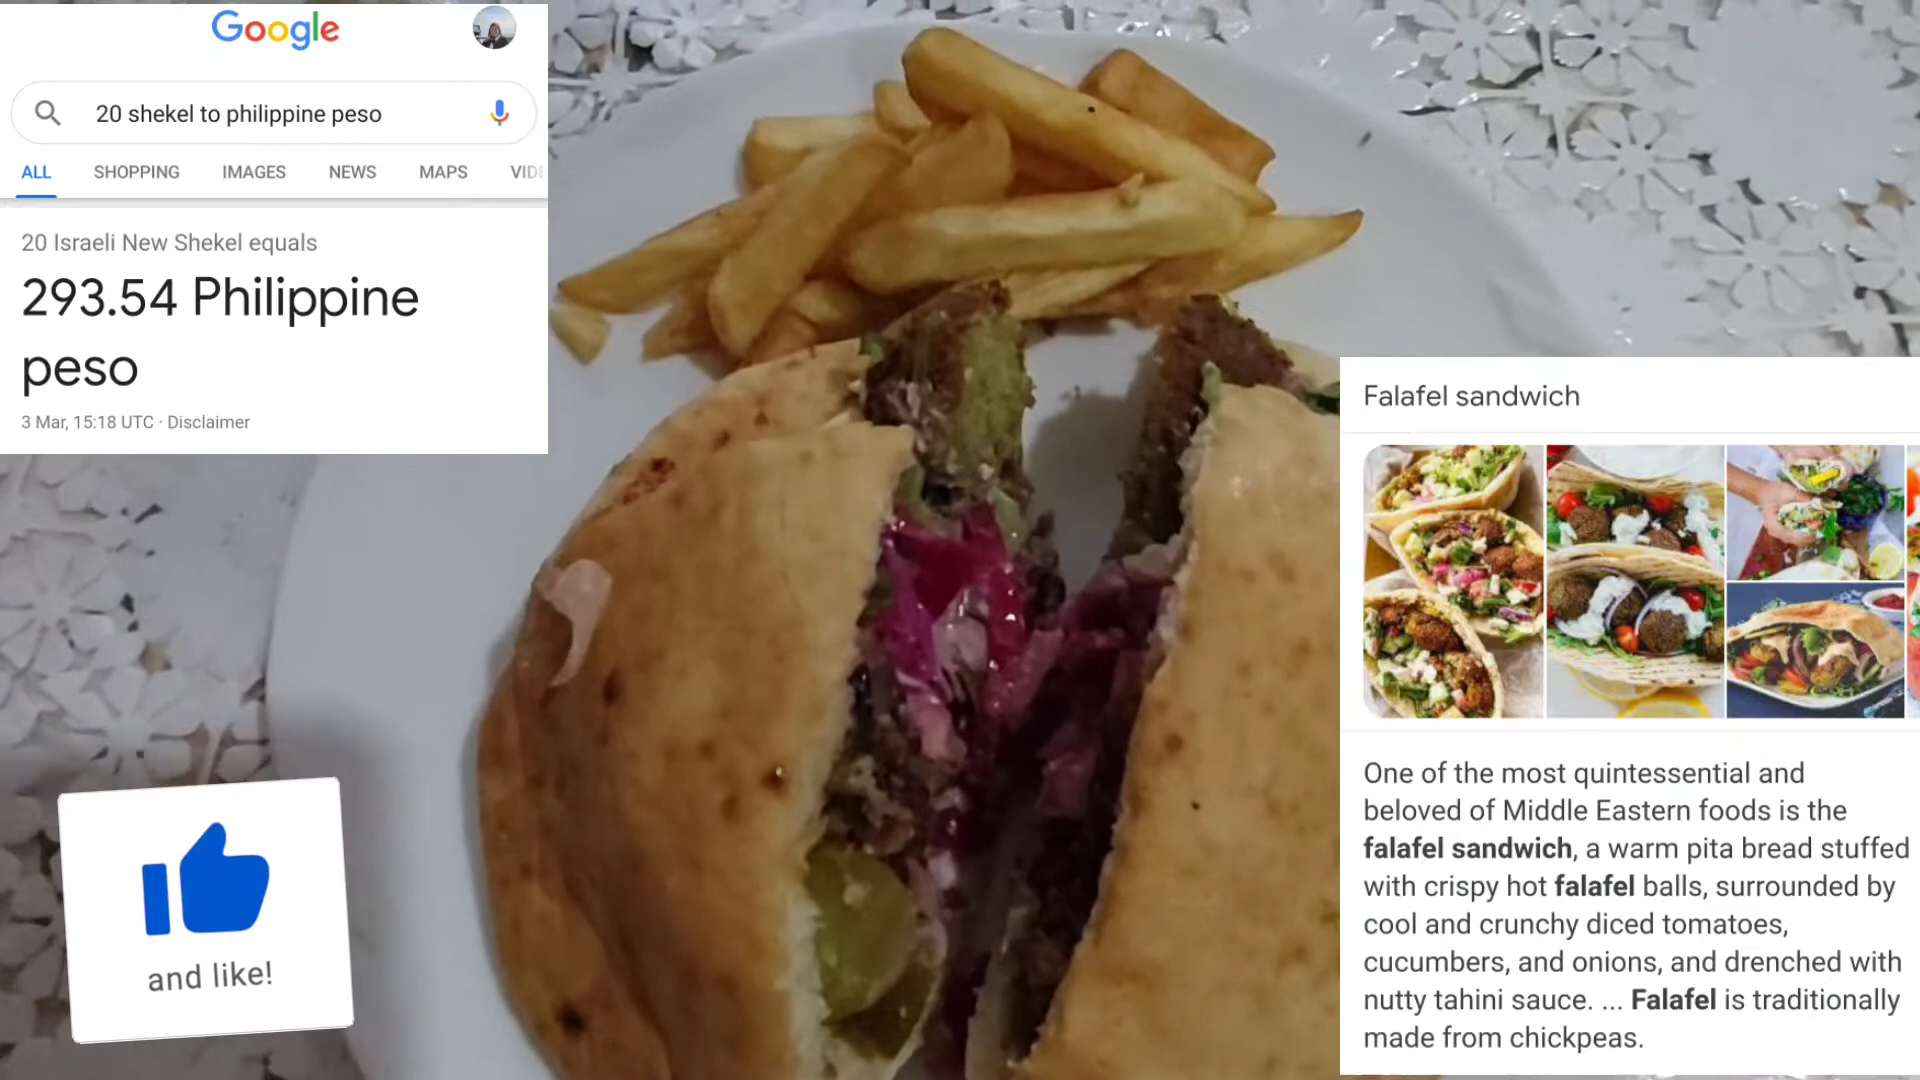 Google
20 shekel to philippine peso
ALL SHOPPING IMAGES NEWS MAPS VIDE
20 Israeli New Shekel equals
293.54 Philippine
peso
3 Mar, 15:18 UTC · Disclaimer
Falafel sandwich
One of the most quintessential and
beloved of Middle Eastern foods is the
falafel sandwich, a warm pita bread stuffed
with crispy hot falafel balls, surrounded by
cool and crunchy diced tomatoes,
cucumbers, and onions, and drenched with
nutty tahini sauce. ... Falafel is traditionally
made from chickpeas.
and like!